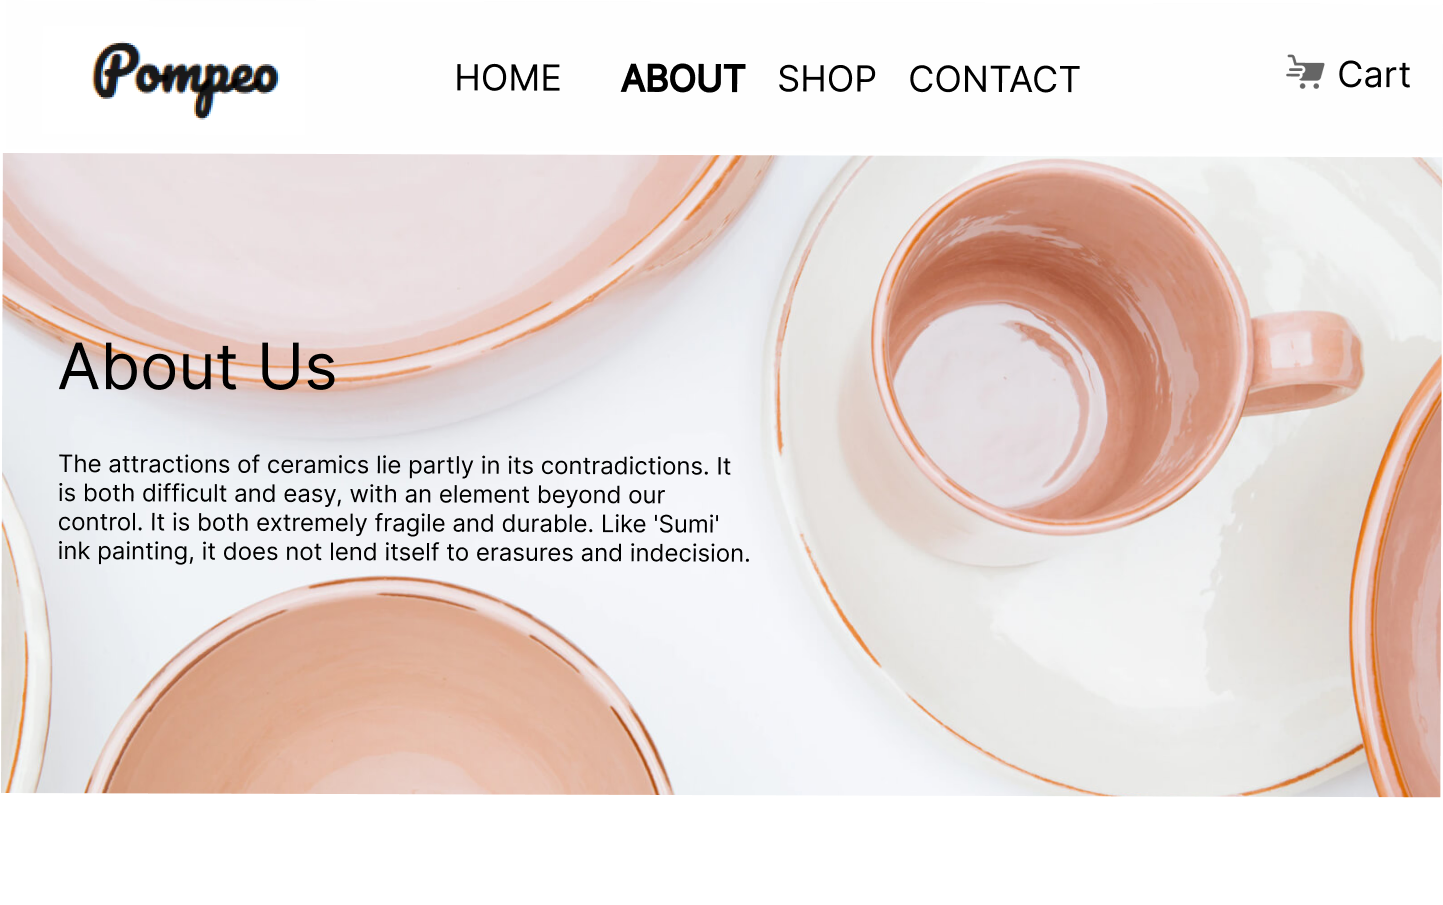 Pompeo
HOME ABOUT SHOP CONTACT
Cart
About Us
The attractions of ceramics lie partly in its contradictions. It
is both difficult and easy, with an element beyond our
control. It is both extremely fragile and durable. Like 'Sumi'
ink painting, it does not lend itself to erasures and indecision.